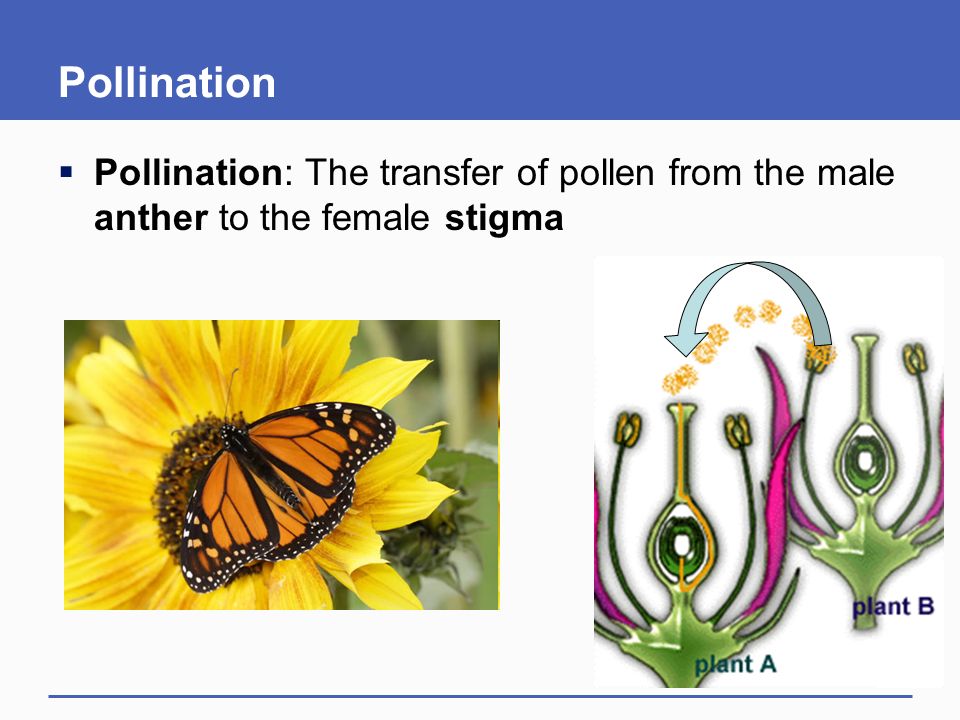 Pollination
▪ Pollination: The transfer of pollen from the male
anther to the female stigma
plant B
plant A